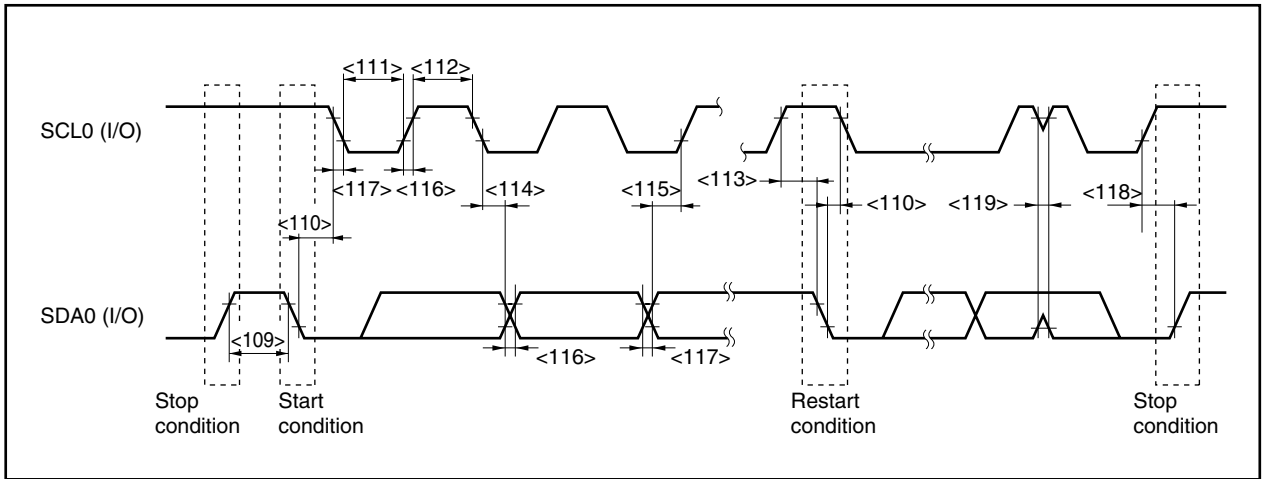 <111> <112>
SCL0 (I/O)
<117> <116> <114> <115> <113> <110> <119> <118>
<110>
SDA0 (I/O)
<109> <116> <117>
Stop
condition
Start
condition
Restart
condition
Stop
condition